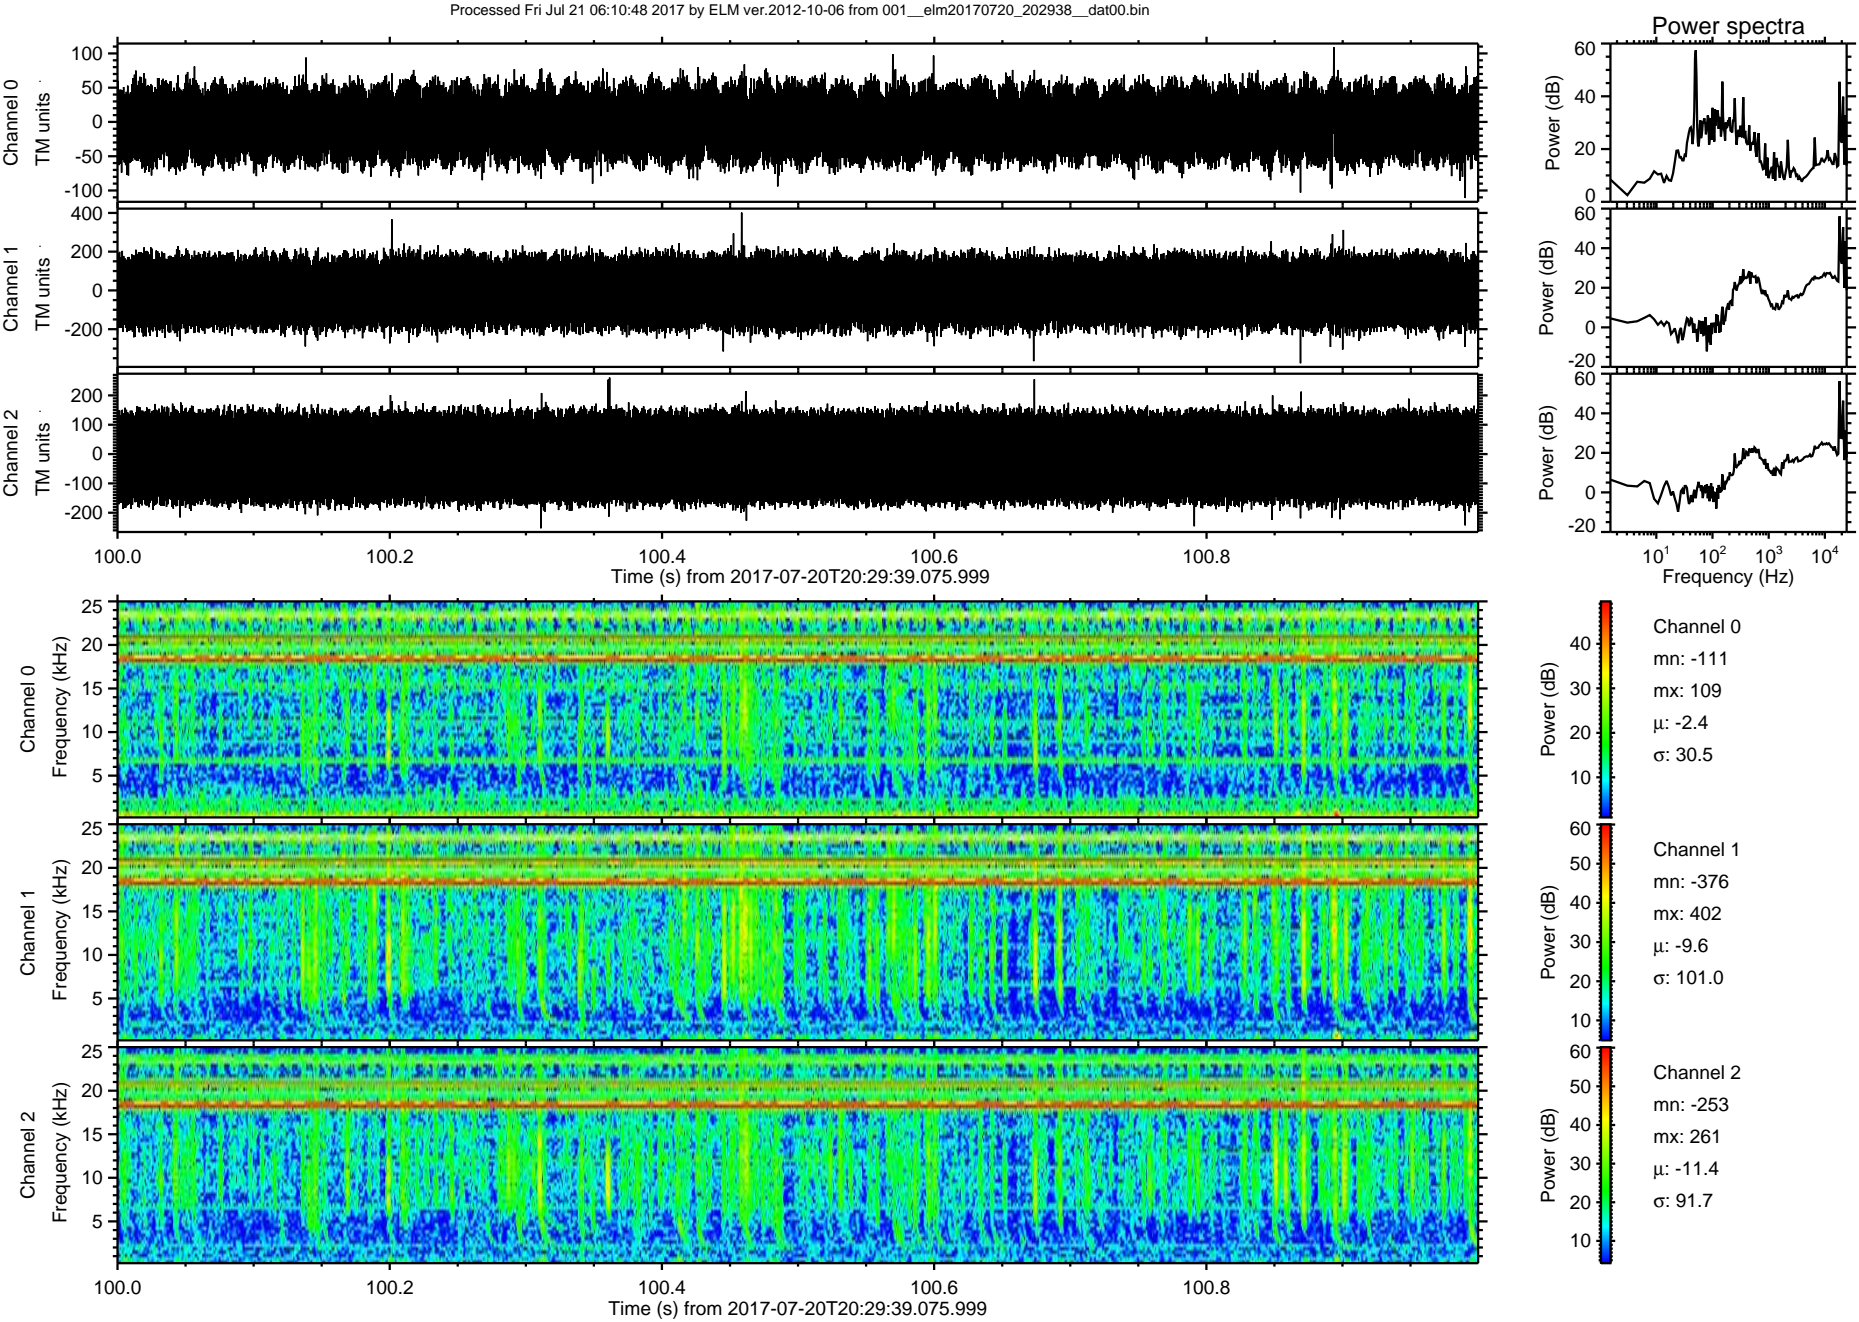 Processed Fri Jul 21 06:10:48 2017 by ELM ver.2012-10-06 from 001__elm20170720_202938__dat00.bin
Power spectra
Channel 0
TM units
100
50
0
-50
-100
Power (dB)
60
40
20
0
Channel 1
TM units
400
200
0
-200
Power (dB)
60
40
20
0
-20
Channel 2
TM units
200
100
0
-100
-200
Power (dB)
60
40
20
0
-20
100.0 100.2 100.4 100.6 100.8
Time (s) from 2017-07-20T20:29:39.075.999
10¹ 10² 10³ 10⁴
Frequency (Hz)
Channel 0
Frequency (kHz)
25
20
15
10
5
Power (dB)
40
30
20
10
Channel 0
mn: -111
mx: 109
μ: -2.4
σ: 30.5
Channel 1
Frequency (kHz)
25
20
15
10
5
Power (dB)
60
50
40
30
20
10
Channel 1
mn: -376
mx: 402
μ: -9.6
σ: 101.0
Channel 2
Frequency (kHz)
25
20
15
10
5
Power (dB)
60
50
40
30
20
10
Channel 2
mn: -253
mx: 261
μ: -11.4
σ: 91.7
100.0 100.2 100.4 100.6 100.8
Time (s) from 2017-07-20T20:29:39.075.999